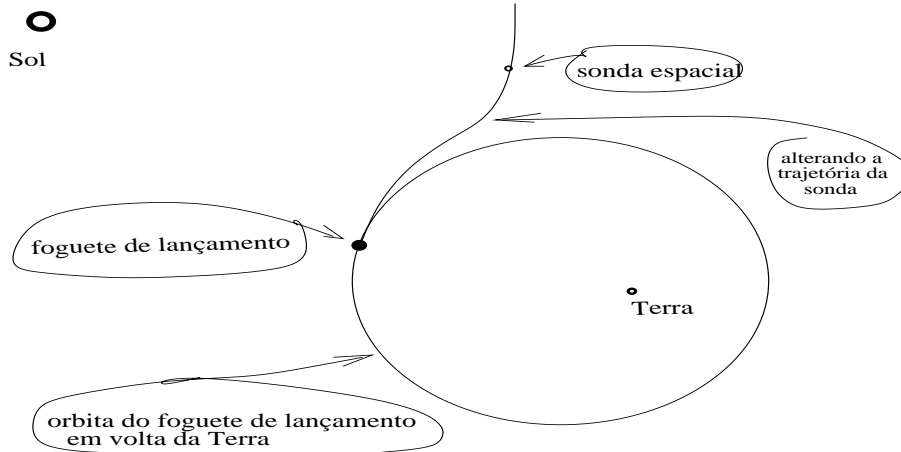 Sol
sonda espacial
alterando a
trajetória da
sonda
foguete de lançamento
Terra
orbita do foguete de lançamento
em volta da Terra